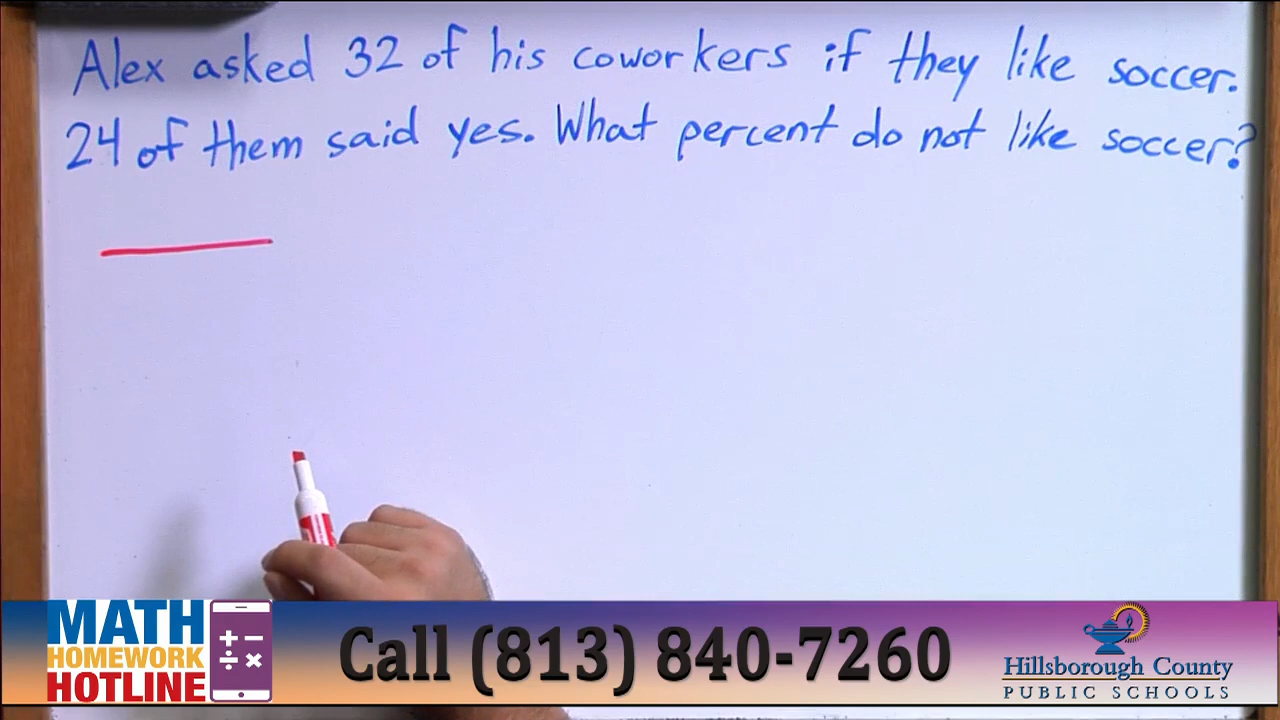 Alex asked 32 of his coworkers if they like soccer.
24 of them said yes. What percent do not like soccer?
MATH
HOMEWORK
HOTLINE
Call (813) 840-7260
Hillsborough County
PUBLIC SCHOOLS